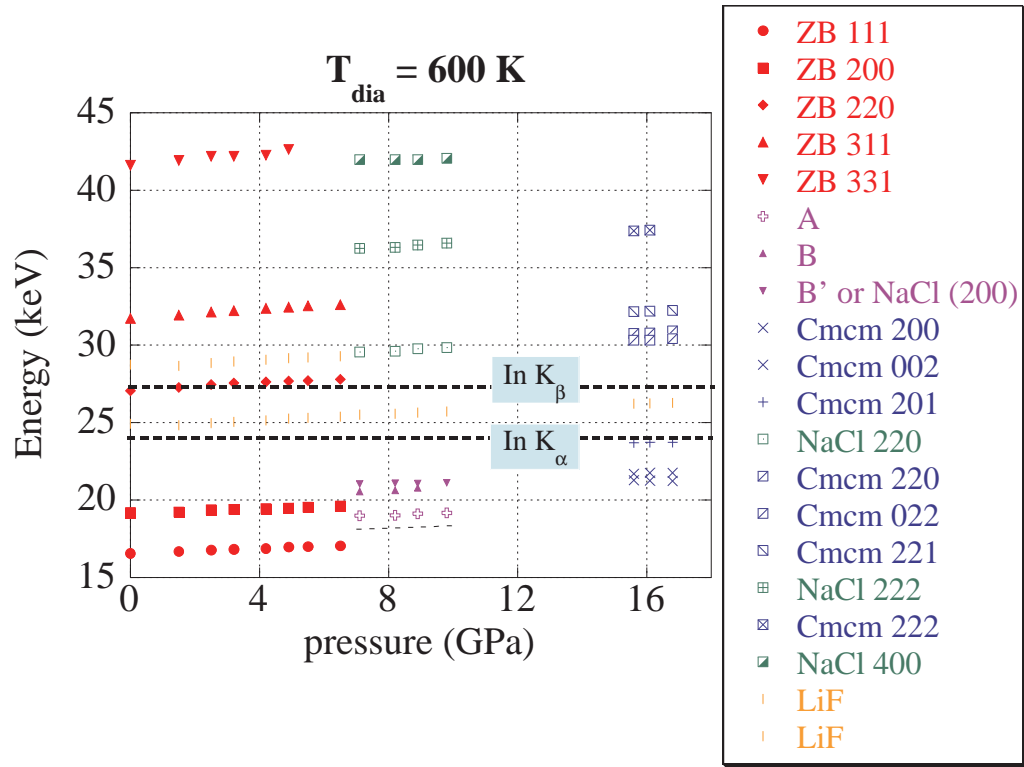 T_dia = 600 K
Energy (keV)
45
40
35
30
25
20
15
In K_β
In K_α
0 4 8 12 16
pressure (GPa)
ZB 111
ZB 200
ZB 220
ZB 311
ZB 331
A
B
B’ or NaCl (200)
Cmcm 200
Cmcm 002
Cmcm 201
NaCl 220
Cmcm 220
Cmcm 022
Cmcm 221
NaCl 222
Cmcm 222
NaCl 400
LiF
LiF